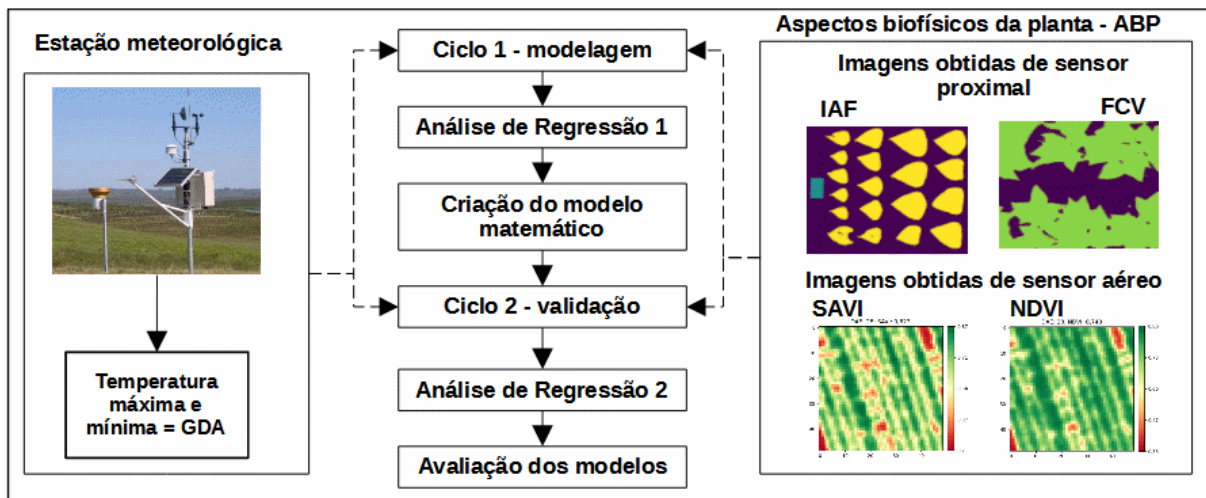 Estação meteorológica
Temperatura
máxima e
mínima = GDA
Ciclo 1 - modelagem
Análise de Regressão 1
Criação do modelo
matemático
Ciclo 2 - validação
Análise de Regressão 2
Avaliação dos modelos
Aspectos biofísicos da planta - ABP
Imagens obtidas de sensor
proximal
IAF
FCV
Imagens obtidas de sensor aéreo
SAVI
NDVI